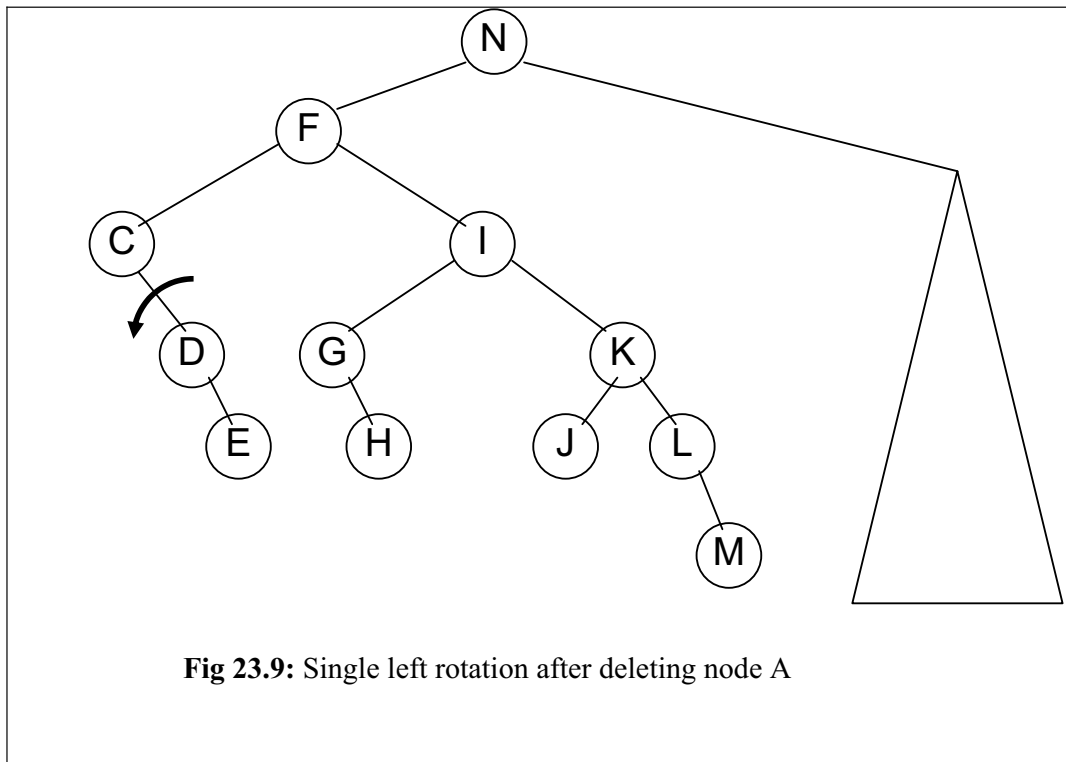 N
F
C I
D G K
E H J L
M
Fig 23.9: Single left rotation after deleting node A